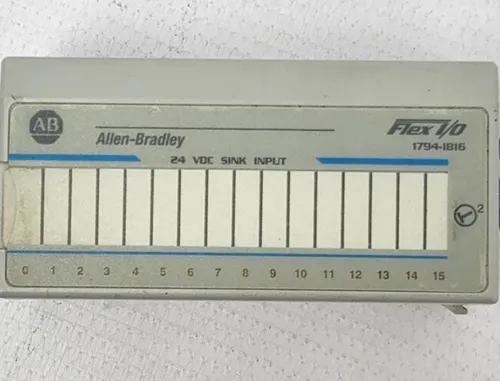 AB
Allen-Bradley
Flex I/O
1794-IB16
24 VDC SINK INPUT
2
0 1 2 3 4 5 6 7 8 9 10 11 12 13 14 15